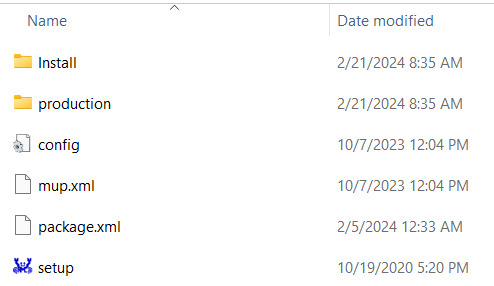 Name Date modified
Install 2/21/2024 8:35 AM
production 2/21/2024 8:35 AM
config 10/7/2023 12:04 PM
mup.xml 10/7/2023 12:04 PM
package.xml 2/5/2024 12:33 AM
setup 10/19/2020 5:20 PM